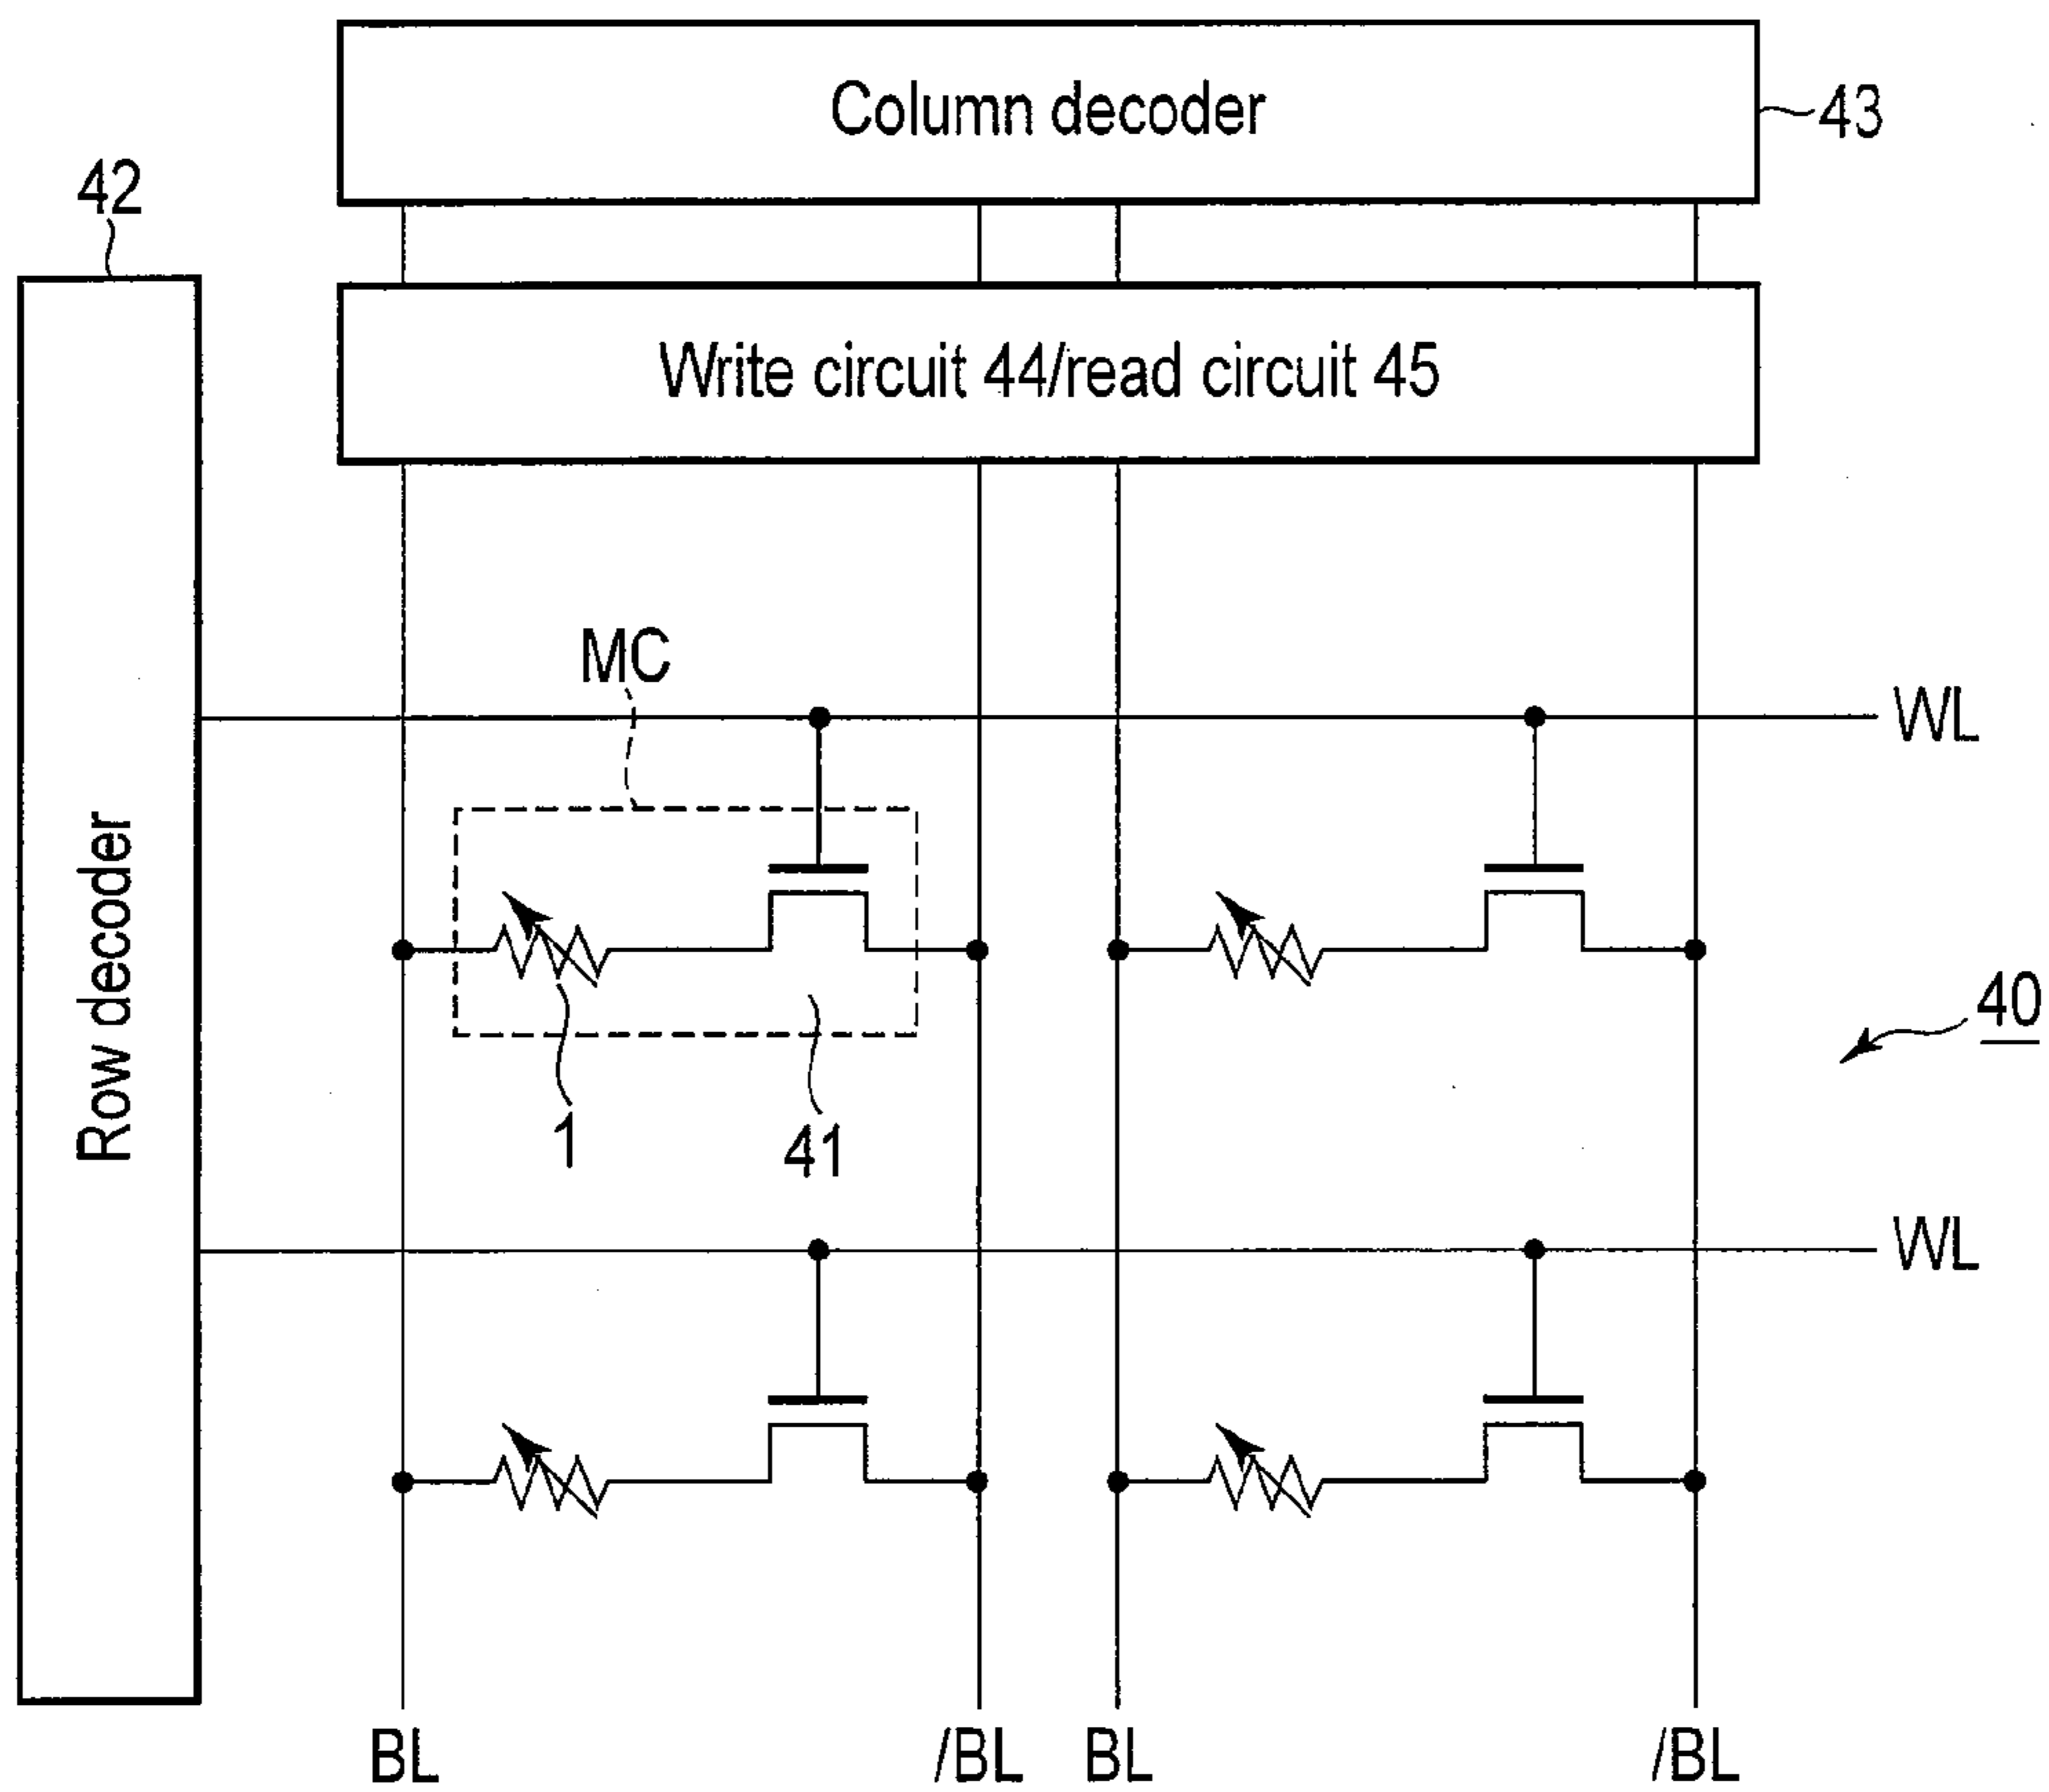 Column decoder
43
42
Write circuit 44/read circuit 45
MC
WL
Row decoder
40
1
41
WL
BL
/BL
BL
/BL